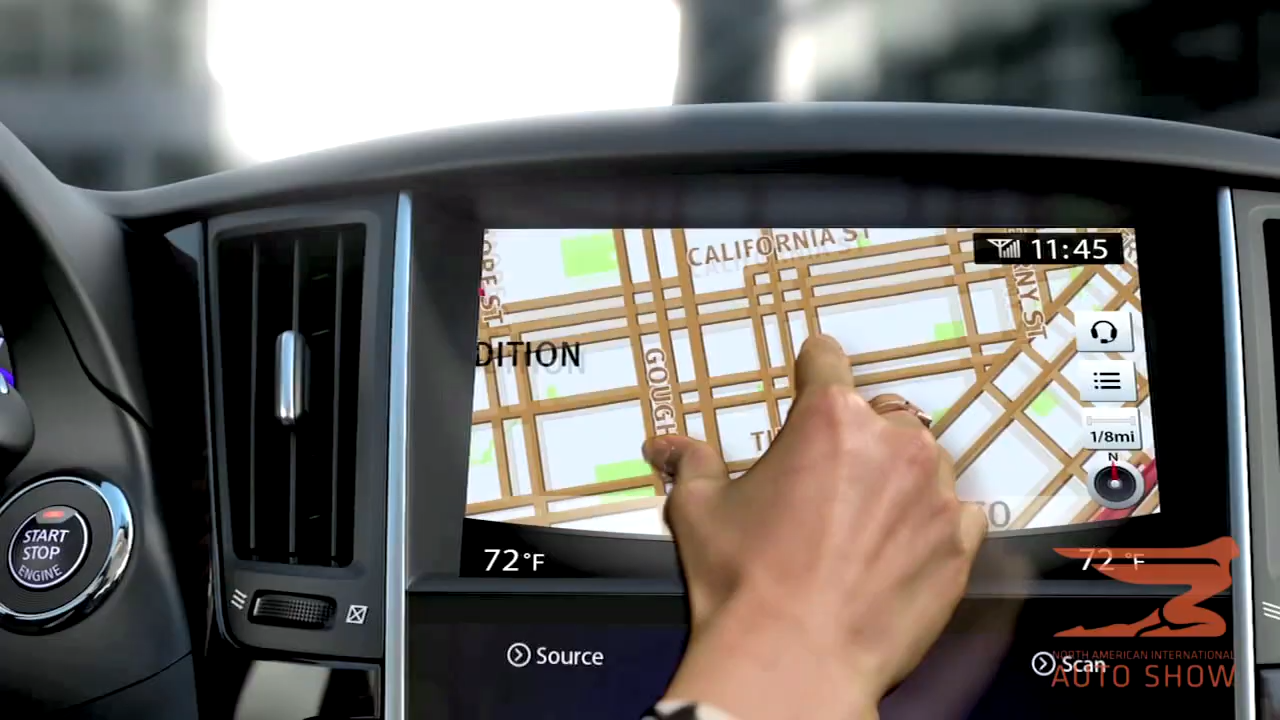 CALIFORNIA ST
11:45
DITION
GOUGH
1/8mi
N
START
STOP
ENGINE
72°F
72 °F
Source
Scan
NORTH AMERICAN INTERNATIONAL
AUTO SHOW